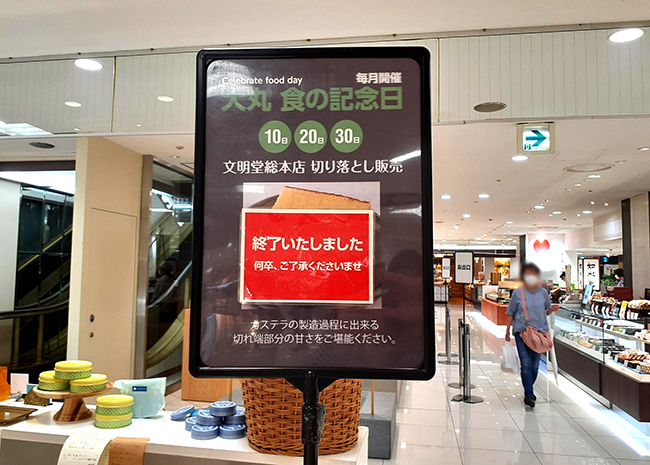 Celebrate food day
毎月開催
大丸 食の記念日
10日 20日 30日
文明堂総本店 切り落とし販売
終了いたしました
何卒、ご了承くださいませ
カステラの製造過程に出来る
切れ端部分の甘さをご堪能ください。
お出口